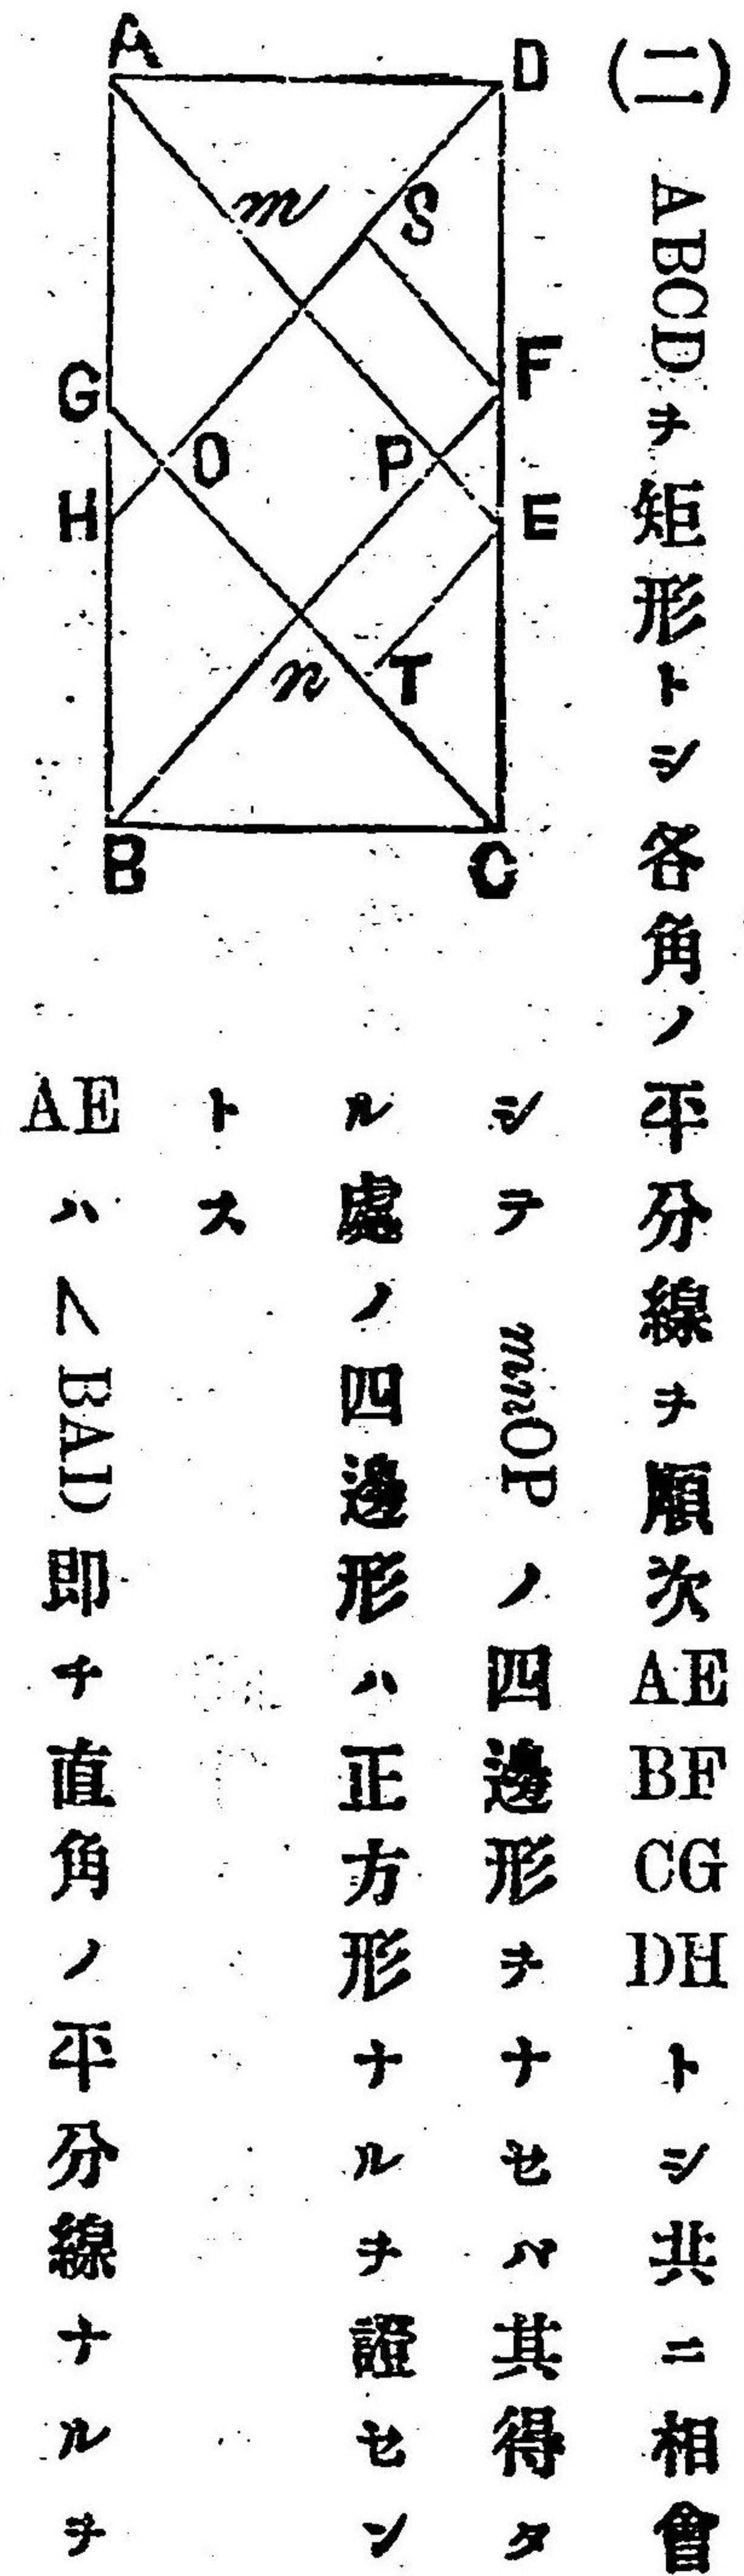 (二) ABCDヲ矩形トシ各角ノ平分線ヲ順次AE BF CG DHトシ共ニ相會
シテ mnOPノ四邊形ヲナセバ其得タ
ル處ノ四邊形ハ正方形ナルヲ證セン
トス
AEハ∠BAD即チ直角ノ平分線ナルヲ
A
D
m
S
G
F
O
P
H
E
n
T
B
C